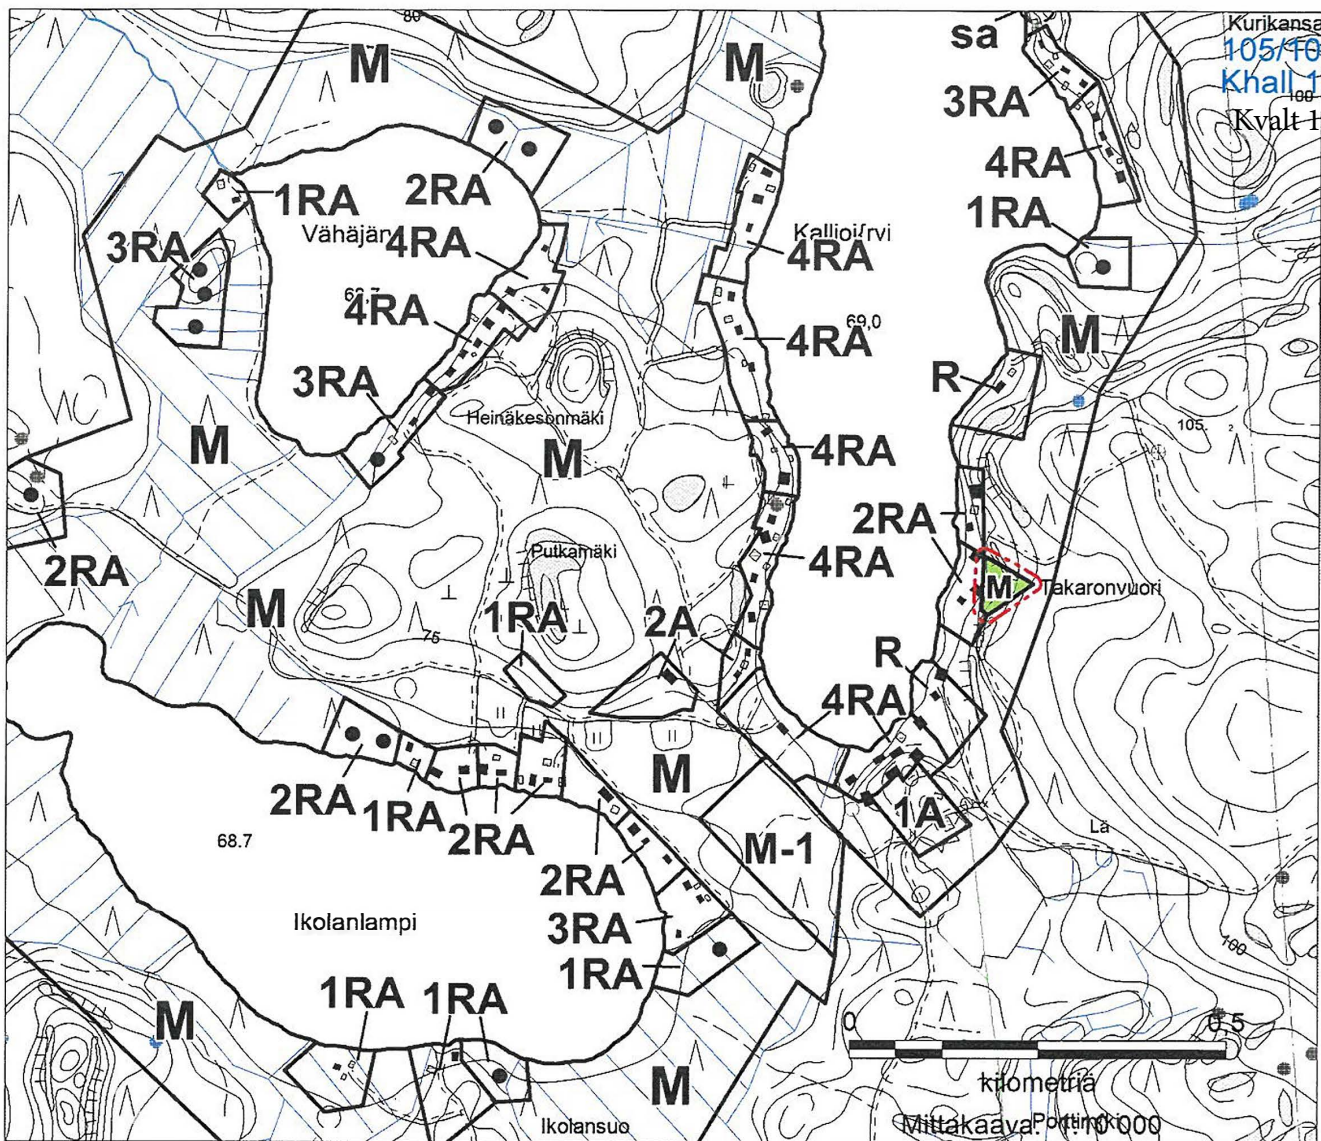 80
M
M
sa
Kurikansa
105/10
Khall 1
100
Kvalt 1
3RA
4RA
1RA
2RA
1RA
Vähäjär
3RA
4RA
4RA
4RA
69,0
4RA
M
R
3RA
Heinäkesonmäki
M
M
105.
2
4RA
2RA
2RA
Putkamäki
4RA
M
Takaronvuori
M
75
1RA
2A
R
4RA
M
2RA
1RA
2RA
1A
68.7
M-1
Lä
2RA
Ikolanlampi
3RA
1RA
100
1RA
1RA
M
0
0,5
kilometriä
M
Ikolansuo
Mittakaava: 1:10 000